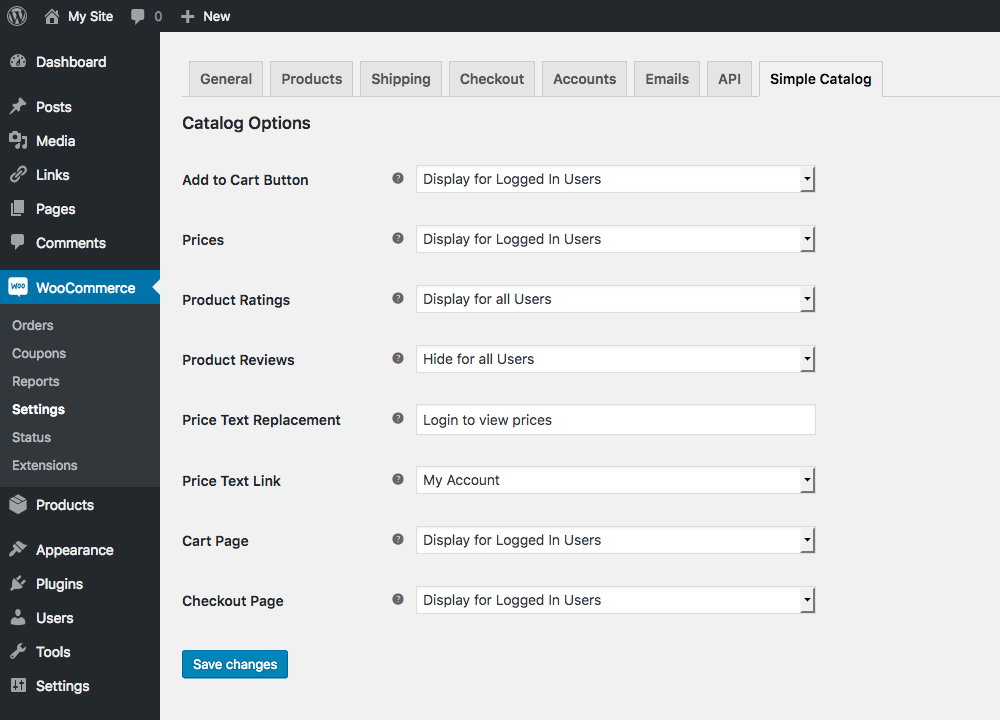 My Site 0 New
Dashboard
Posts
Media
Links
Pages
Comments
WOO WooCommerce
Orders
Coupons
Reports
Settings
Status
Extensions
Products
Appearance
Plugins
Users
Tools
Settings
General Products Shipping Checkout Accounts Emails API Simple Catalog
Catalog Options
Add to Cart Button ? Display for Logged In Users
Prices ? Display for Logged In Users
Product Ratings ? Display for all Users
Product Reviews ? Hide for all Users
Price Text Replacement ? Login to view prices
Price Text Link ? My Account
Cart Page ? Display for Logged In Users
Checkout Page ? Display for Logged In Users
Save changes